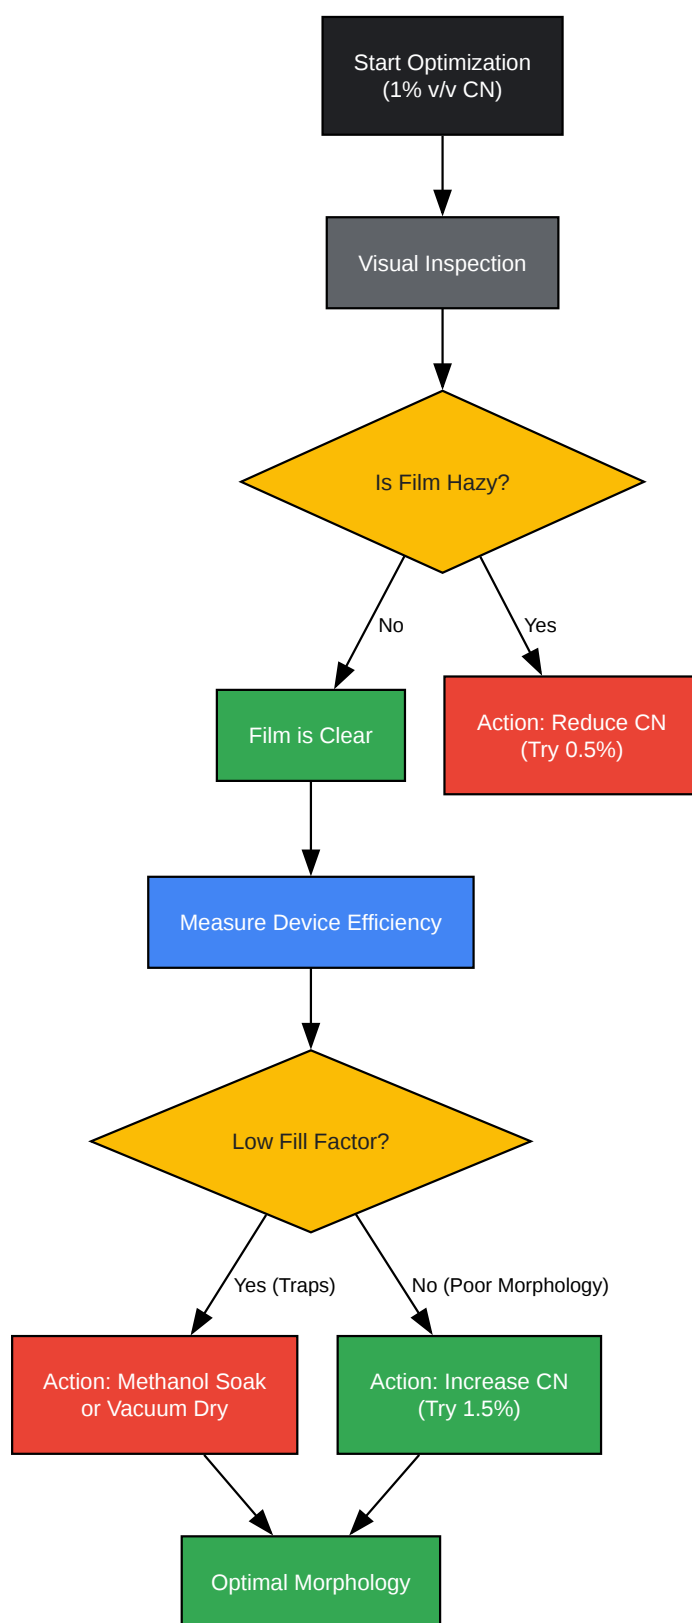 Start Optimization
(1% v/v CN)
Visual Inspection
Is Film Hazy?
No
Yes
Film is Clear
Action: Reduce CN
(Try 0.5%)
Measure Device Efficiency
Low Fill Factor?
Yes (Traps)
No (Poor Morphology)
Action: Methanol Soak
or Vacuum Dry
Action: Increase CN
(Try 1.5%)
Optimal Morphology